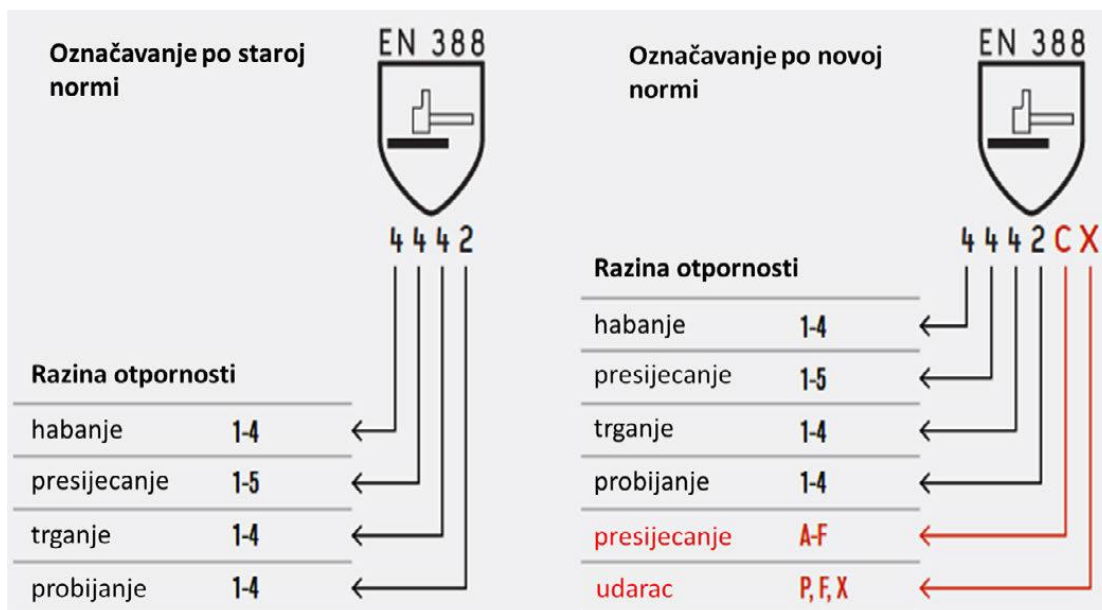 Označavanje po staroj
normi
EN 388
4 4 4 2
Razina otpornosti
habanje 1-4
presijecanje 1-5
trganje 1-4
probijanje 1-4
Označavanje po novoj
normi
EN 388
4 4 4 2 C X
Razina otpornosti
habanje 1-4
presijecanje 1-5
trganje 1-4
probijanje 1-4
presijecanje A-F
udarac P, F, X